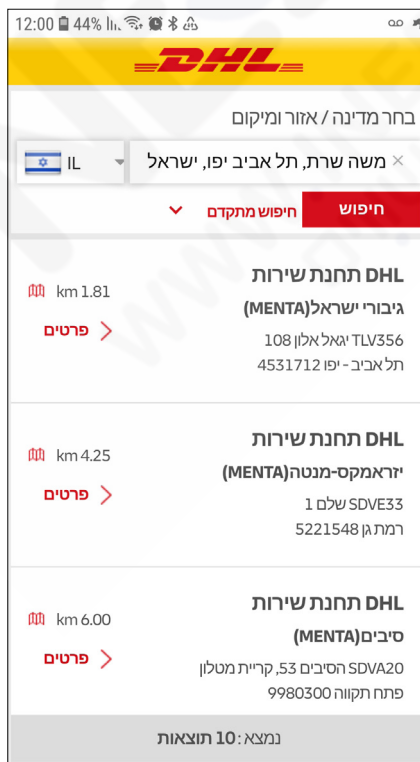 12:00 44%
DHL
בחר מדינה / אזור ומיקום
IL משה שרת, תל אביב יפו, ישראל ×
חיפוש חיפוש מתקדם
DHL תחנת שירות
km 1.81
גיבורי ישראל(MENTA)
פרטים
TLV356 יגאל אלון 108
תל אביב - יפו 4531712
DHL תחנת שירות
km 4.25
יזראמקס-מנטה(MENTA)
פרטים
SDVE33 שלם 1
רמת גן 5221548
DHL תחנת שירות
km 6.00
סיבים(MENTA)
פרטים
SDVA20 הסיבים 53, קריית מטלון
פתח תקווה 9980300
נמצא: 10 תוצאות